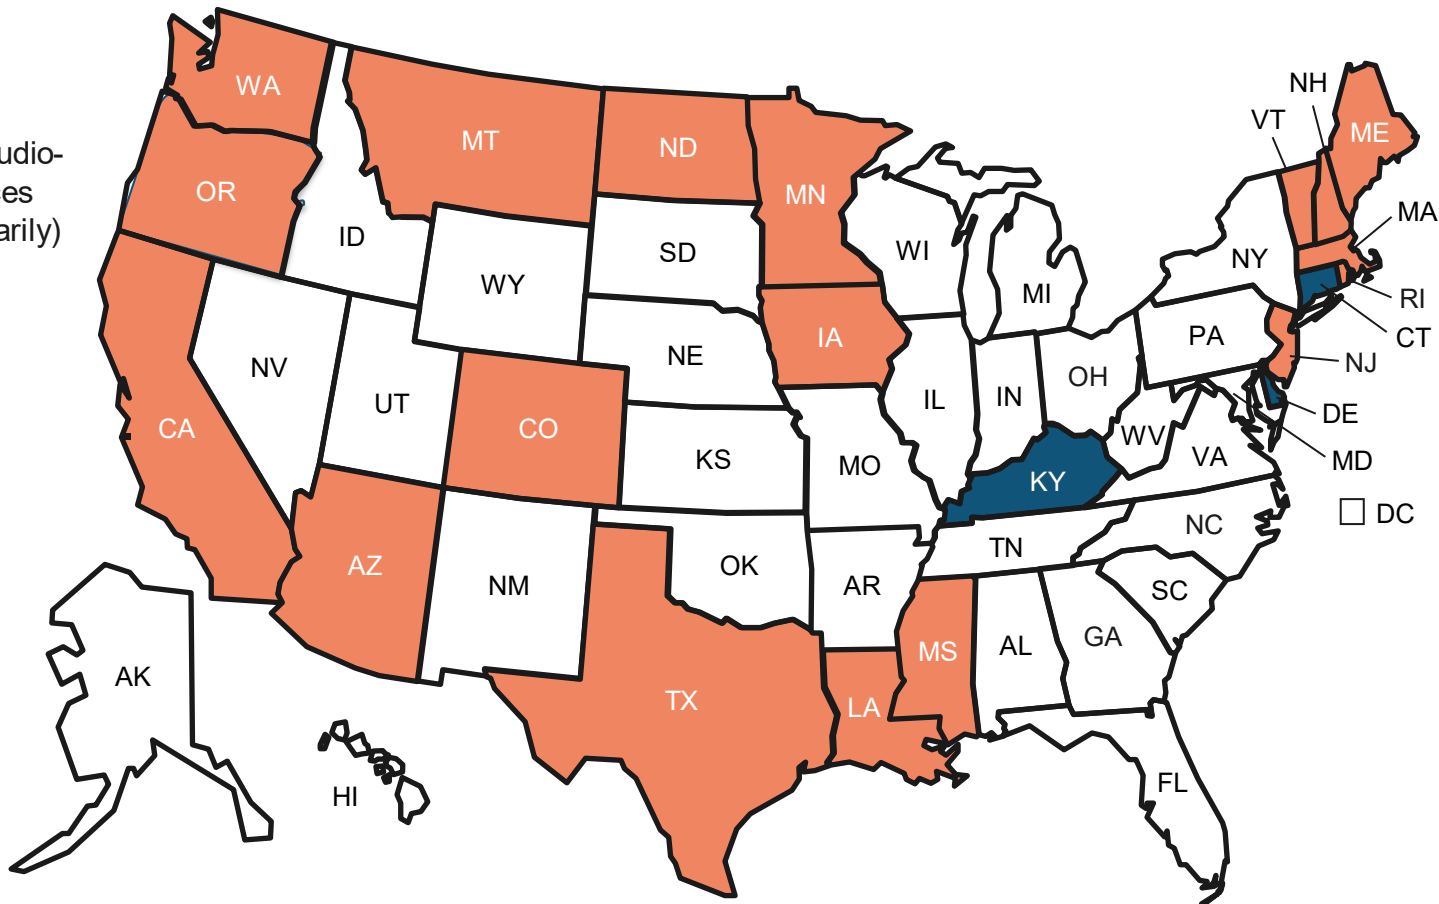 NH
WA
VT
ME
MT
ND
udio-
ces
arily)
OR
MN
MA
ID
SD
WI
NY
WY
MI
RI
PA
CT
IA
NE
NJ
NV
OH
UT
IL
IN
DE
CO
CA
WV
VA
MD
KS
MO
KY
DC
NC
TN
AZ
OK
NM
AR
SC
GA
AL
MS
AK
TX
LA
FL
HI